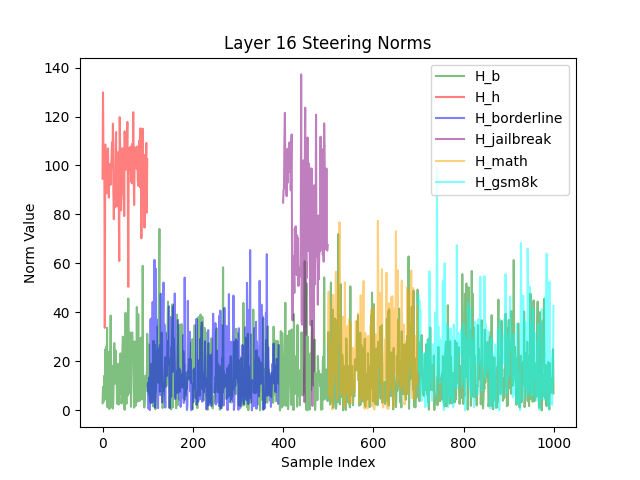 Layer 16 Steering Norms
140
120
100
80
60
40
20
0
Norm Value
H_b
H_h
H_borderline
H_jailbreak
H_math
H_gsm8k
0 200 400 600 800 1000
Sample Index